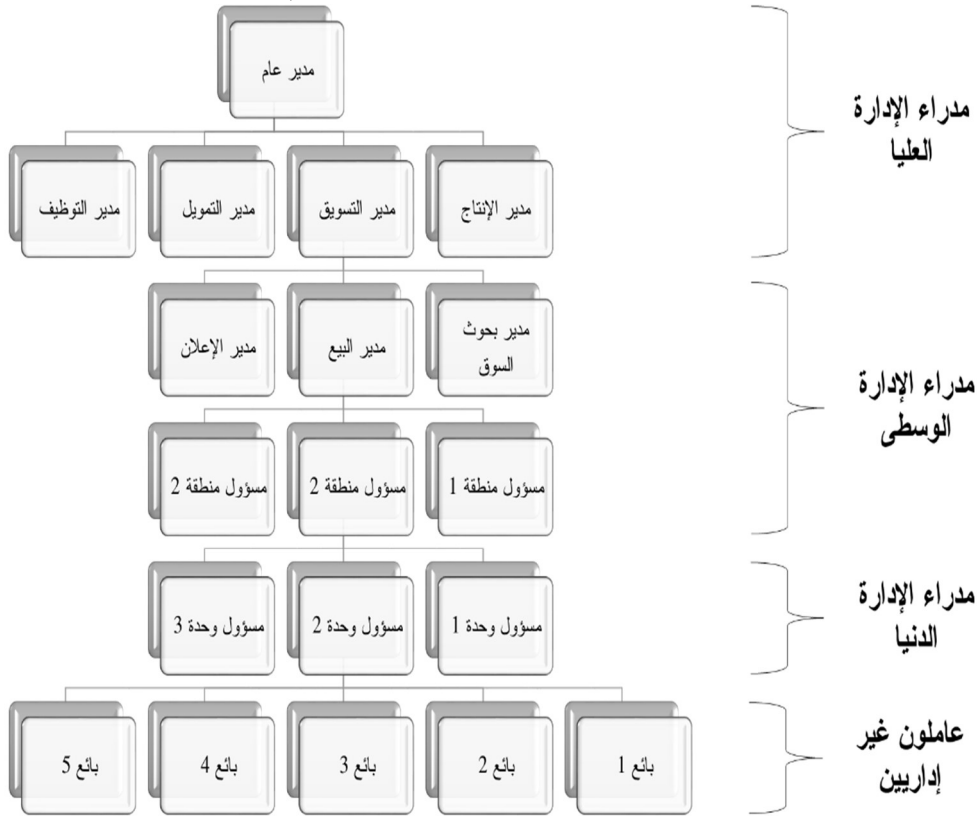 مدير عام
مدراء الإدارة
العليا
مدير الإنتاج
مدير التسويق
مدير التمويل
مدير التوظيف
مدير بحوث
السوق
مدير البيع
مدير الإعلان
مدراء الإدارة
الوسطى
مسؤول منطقة 1
مسؤول منطقة 2
مسؤول منطقة 2
مسؤول وحدة 1
مسؤول وحدة 2
مسؤول وحدة 3
مدراء الإدارة
الدنيا
عاملون غير
إداريين
بائع 1
بائع 2
بائع 3
بائع 4
بائع 5